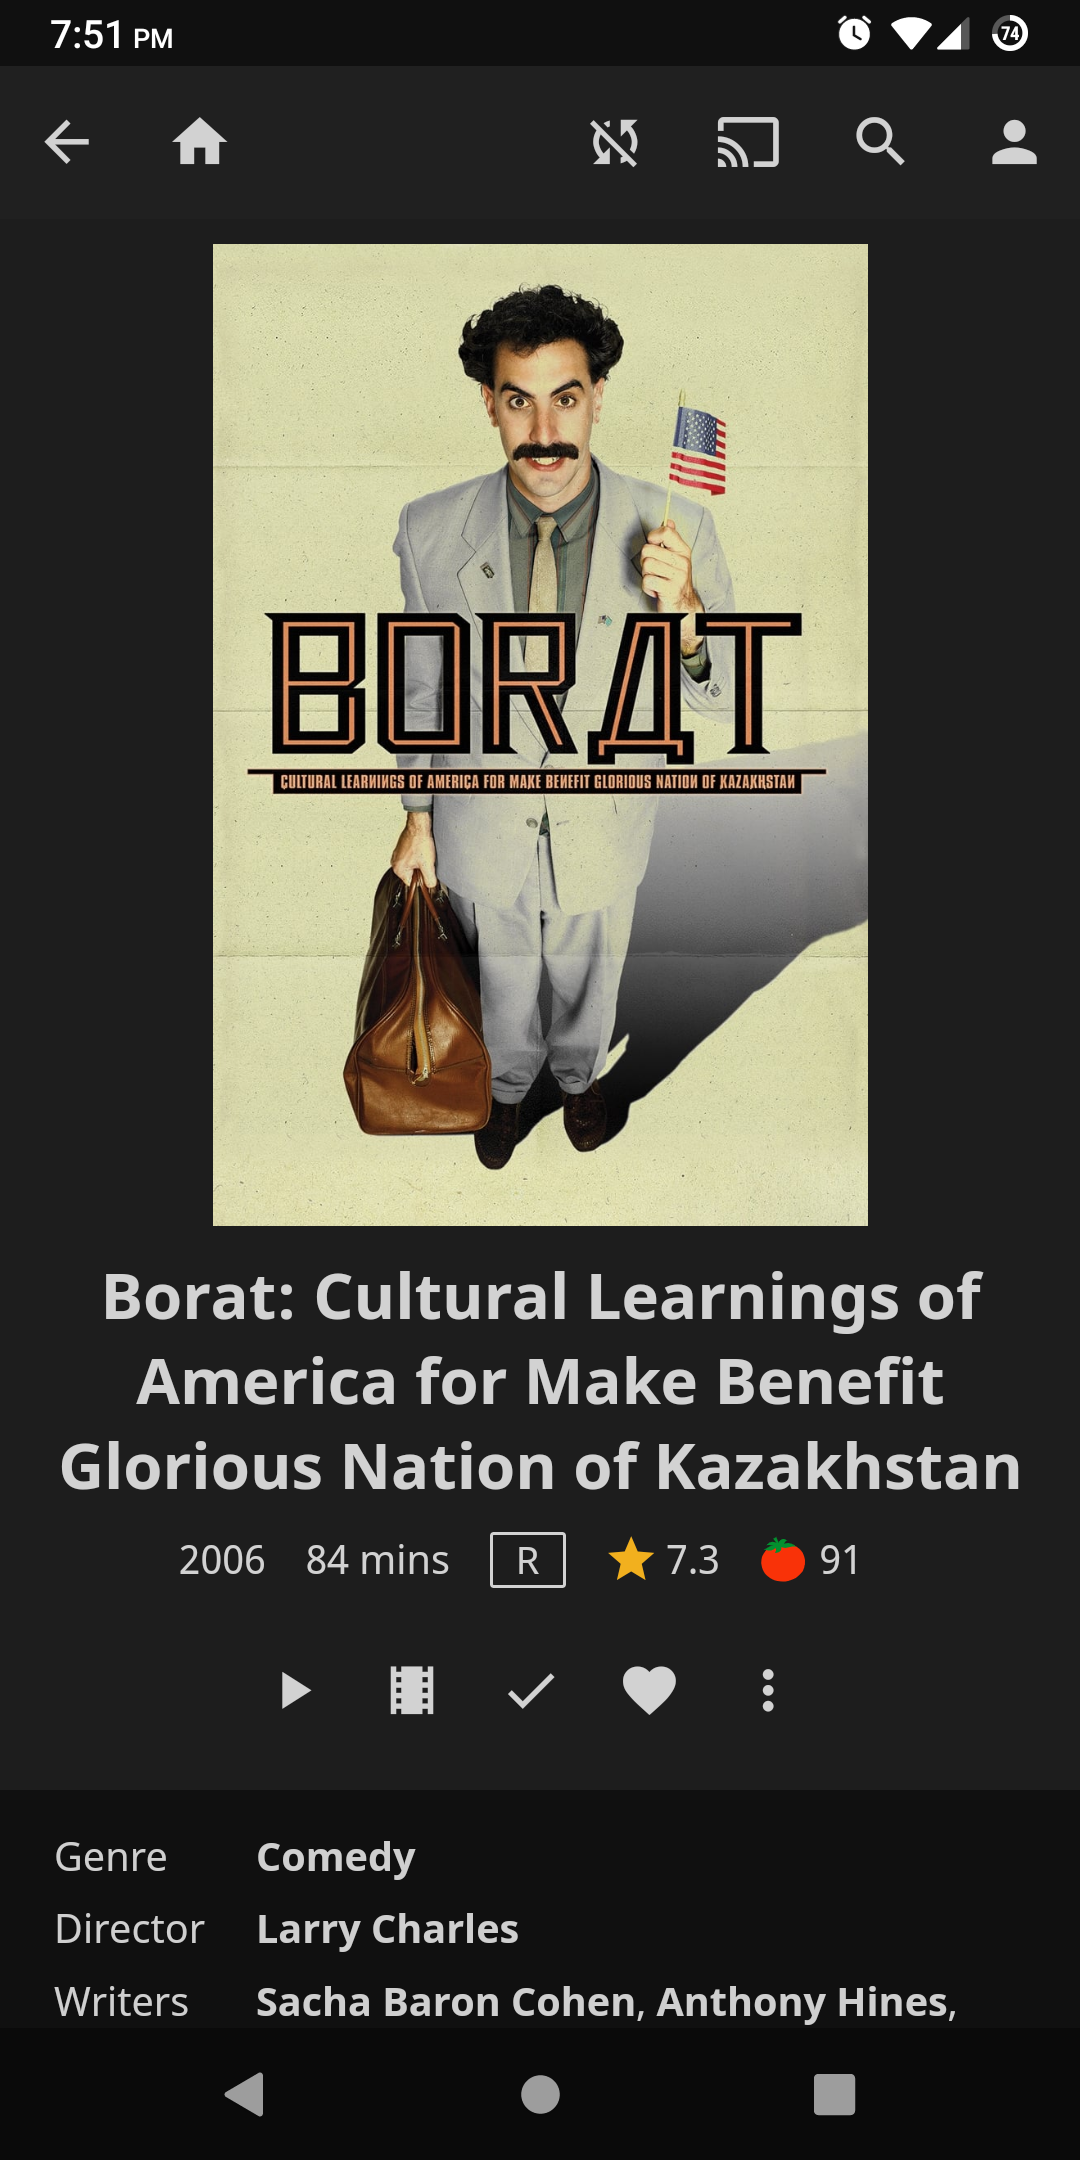 7:51 PM
74
BORДT
CULTURAL LEARNINGS OF AMERICA FOR MAKE BENEFIT GLORIOUS NATION OF KAZAKHSTAN
Borat: Cultural Learnings of
America for Make Benefit
Glorious Nation of Kazakhstan
2006 84 mins R 7.3 91
Genre Comedy
Director Larry Charles
Writers Sacha Baron Cohen, Anthony Hines,